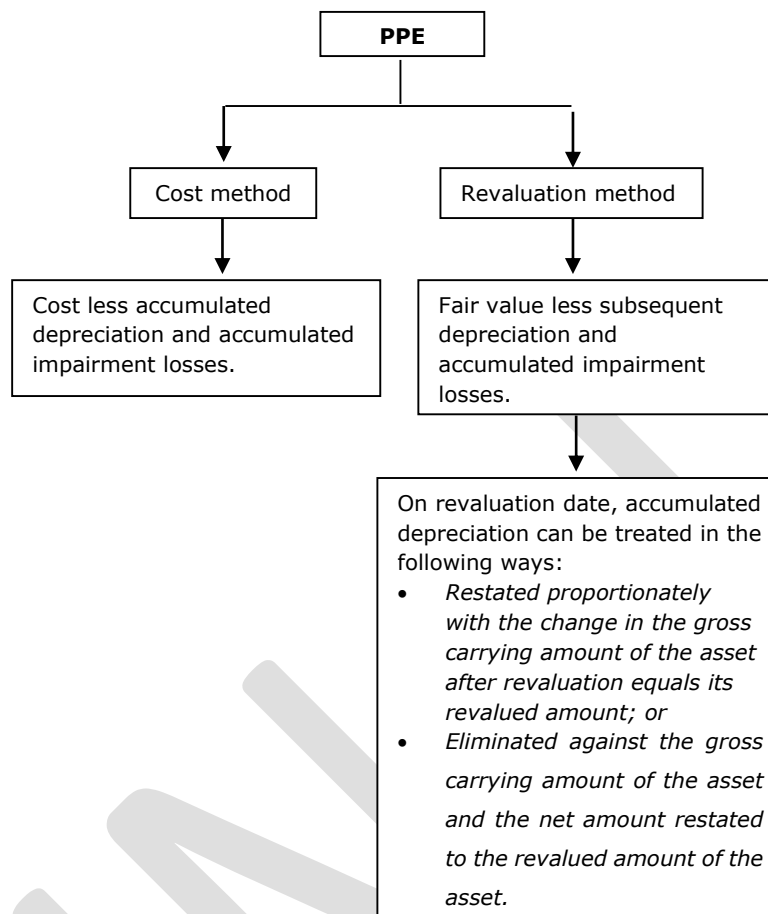 PPE
Cost method
Revaluation method
Cost less accumulated
depreciation and accumulated
impairment losses.
Fair value less subsequent
depreciation and
accumulated impairment
losses.
On revaluation date, accumulated
depreciation can be treated in the
following ways:
• Restated proportionately
with the change in the gross
carrying amount of the asset
after revaluation equals its
revalued amount; or
• Eliminated against the gross
carrying amount of the asset
and the net amount restated
to the revalued amount of the
asset.